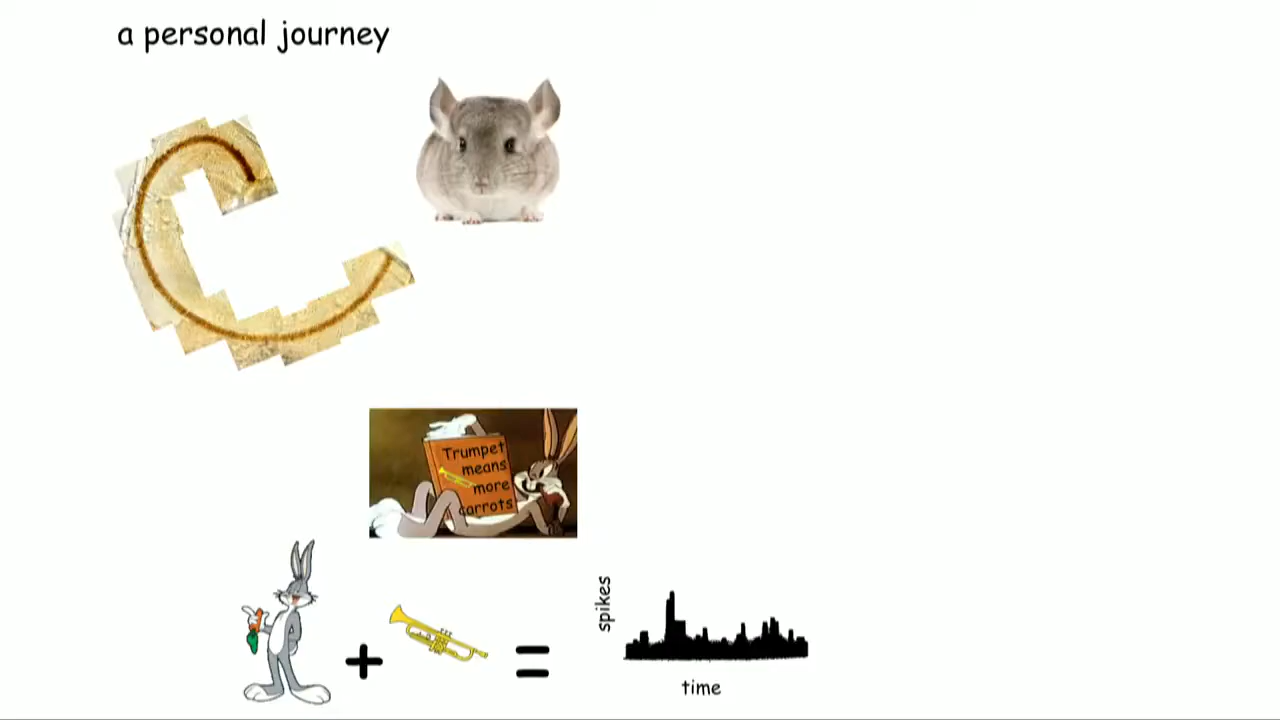 a personal journey
Trumpet
means
more
carrots
spikes
time